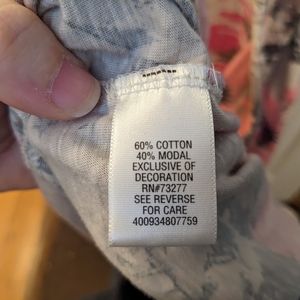 60% COTTON
40% MODAL
EXCLUSIVE OF
DECORATION
RN#73277
SEE REVERSE
FOR CARE
400934807759